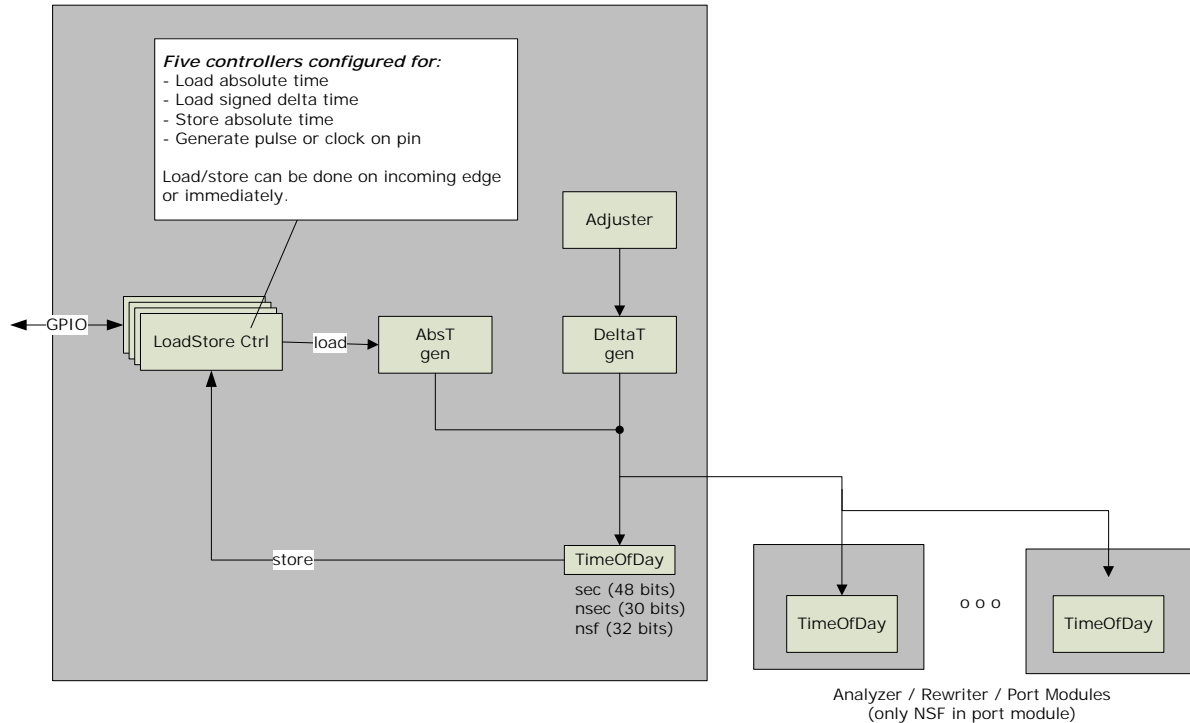 Five controllers configured for:
- Load absolute time
- Load signed delta time
- Store absolute time
- Generate pulse or clock on pin
Load/store can be done on incoming edge
or immediately.
Adjuster
GPIO
LoadStore Ctrl
load
AbsT
gen
DeltaT
gen
store
TimeOfDay
sec (48 bits)
nsec (30 bits)
nsf (32 bits)
TimeOfDay
o o o
TimeOfDay
Analyzer / Rewriter / Port Modules
(only NSF in port module)